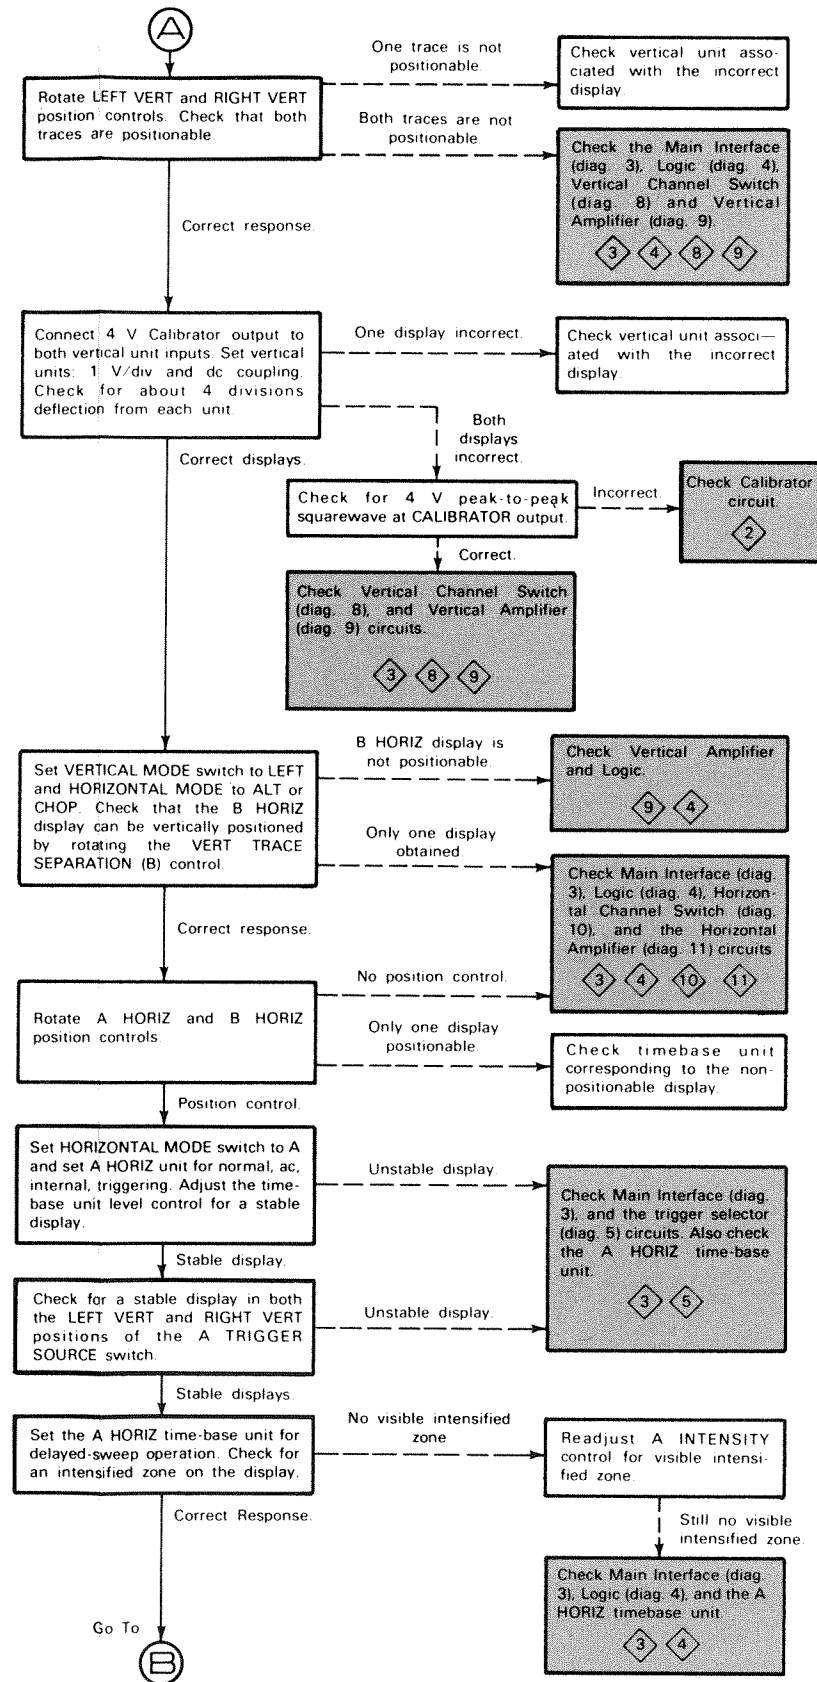 A
One trace is not
positionable.
Check vertical unit asso-
ciated with the incorrect
display.
Rotate LEFT VERT and RIGHT VERT
position controls. Check that both
traces are positionable.
Both traces are not
positionable.
Check the Main Interface
(diag. 3), Logic (diag. 4),
Vertical Channel Switch
(diag. 8) and Vertical
Amplifier (diag. 9).
3 4 8 9
Correct response.
Connect 4 V Calibrator output to
both vertical unit inputs. Set vertical
units: 1 V/div and dc coupling.
Check for about 4 divisions
deflection from each unit.
One display incorrect.
Check vertical unit associ—
ated with the incorrect
display.
Both
displays
incorrect.
Correct displays.
Check for 4 V peak-to-peak
squarewave at CALIBRATOR output.
Incorrect.
Check Calibrator
circuit.
2
Correct.
Check Vertical Channel Switch
(diag. 8), and Vertical Amplifier
(diag. 9) circuits.
3 8 9
Set VERTICAL MODE switch to LEFT
and HORIZONTAL MODE to ALT or
CHOP. Check that the B HORIZ
display can be vertically positioned
by rotating the VERT TRACE
SEPARATION (B) control.
B HORIZ display is
not positionable.
Check Vertical Amplifier
and Logic.
9 4
Only one display
obtained.
Check Main Interface (diag.
3), Logic (diag. 4), Horizon-
tal Channel Switch (diag.
10), and the Horizontal
Amplifier (diag. 11) circuits
3 4 10 11
Correct response.
No position control.
Rotate A HORIZ and B HORIZ
position controls.
Only one display
positionable.
Check timebase unit
corresponding to the non-
positionable display.
Position control.
Set HORIZONTAL MODE switch to A
and set A HORIZ unit for normal, ac,
internal, triggering. Adjust the time-
base unit level control for a stable
display.
Unstable display.
Check Main Interface (diag.
3), and the trigger selector
(diag. 5) circuits. Also check
the A HORIZ time-base
unit.
3 5
Stable display.
Check for a stable display in both
the LEFT VERT and RIGHT VERT
positions of the A TRIGGER
SOURCE switch.
Unstable display.
Stable displays.
Set the A HORIZ time-base unit for
delayed-sweep operation. Check for
an intensified zone on the display.
No visible intensified
zone
Readjust A INTENSITY
control for visible intensi-
fied zone.
Correct Response.
Still no visible
intensified zone.
Check Main Interface (diag.
3), Logic (diag. 4), and the A
HORIZ timebase unit.
3 4
Go To
B